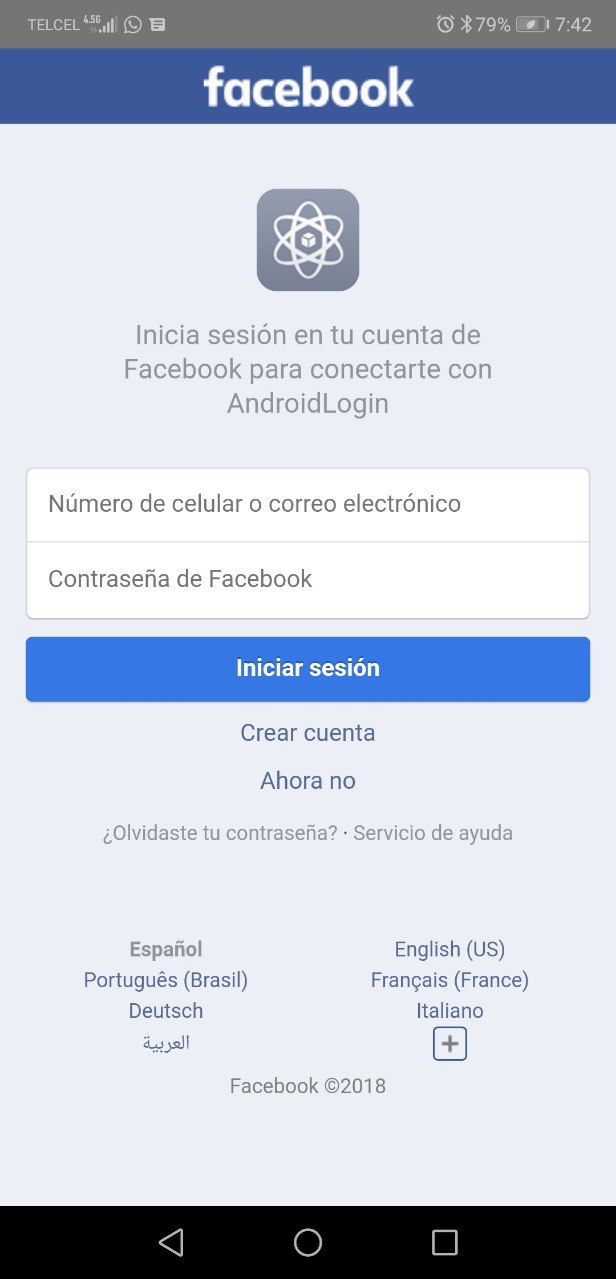 TELCEL 4.5G 79% 7:42
facebook
Inicia sesión en tu cuenta de
Facebook para conectarte con
AndroidLogin
Número de celular o correo electrónico
Contraseña de Facebook
Iniciar sesión
Crear cuenta
Ahora no
¿Olvidaste tu contraseña? · Servicio de ayuda
Español English (US)
Português (Brasil) Français (France)
Deutsch Italiano
العربية +
Facebook ©2018